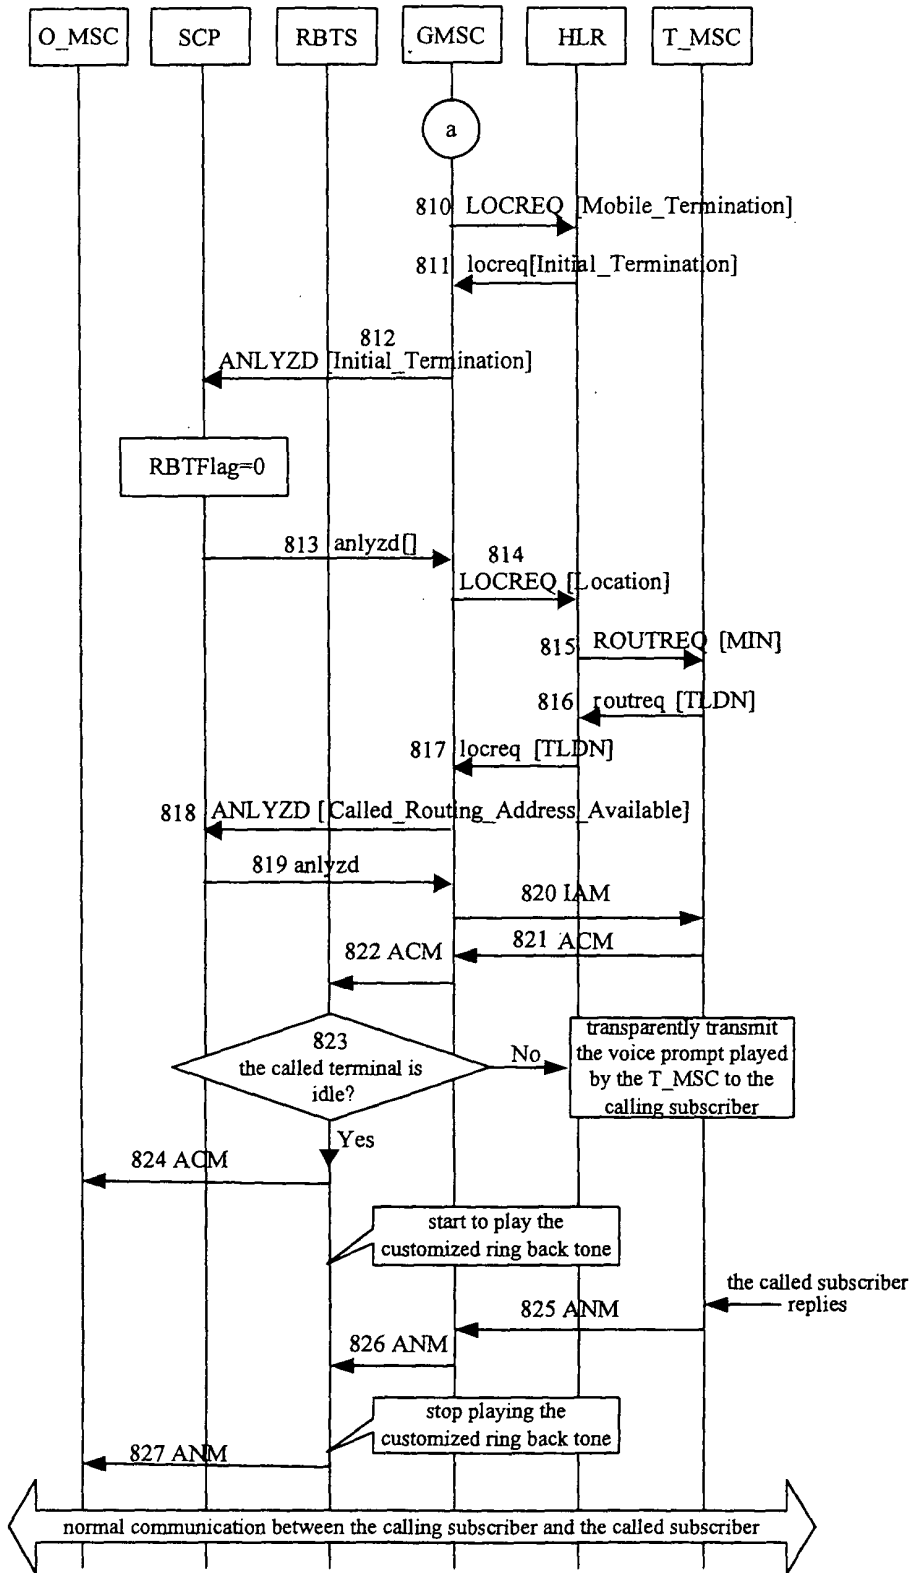 O_MSC
SCP
RBTS
GMSC
HLR
T_MSC
a
810 LOCREQ [Mobile_Termination]
811 locreq[Initial_Termination]
812
ANLYZD [Initial_Termination]
RBTFlag=0
813 anlyzd[]
814
LOCREQ [Location]
815 ROUTREQ [MIN]
816 routreq [TLDN]
817 locreq [TLDN]
818 ANLYZD [Called_Routing_Address_Available]
819 anlyzd
820 IAM
821 ACM
822 ACM
823
the called terminal is
idle?
No
transparently transmit
the voice prompt played
by the T_MSC to the
calling subscriber
Yes
824 ACM
start to play the
customized ring back tone
the called subscriber
replies
825 ANM
826 ANM
stop playing the
customized ring back tone
827 ANM
normal communication between the calling subscriber and the called subscriber